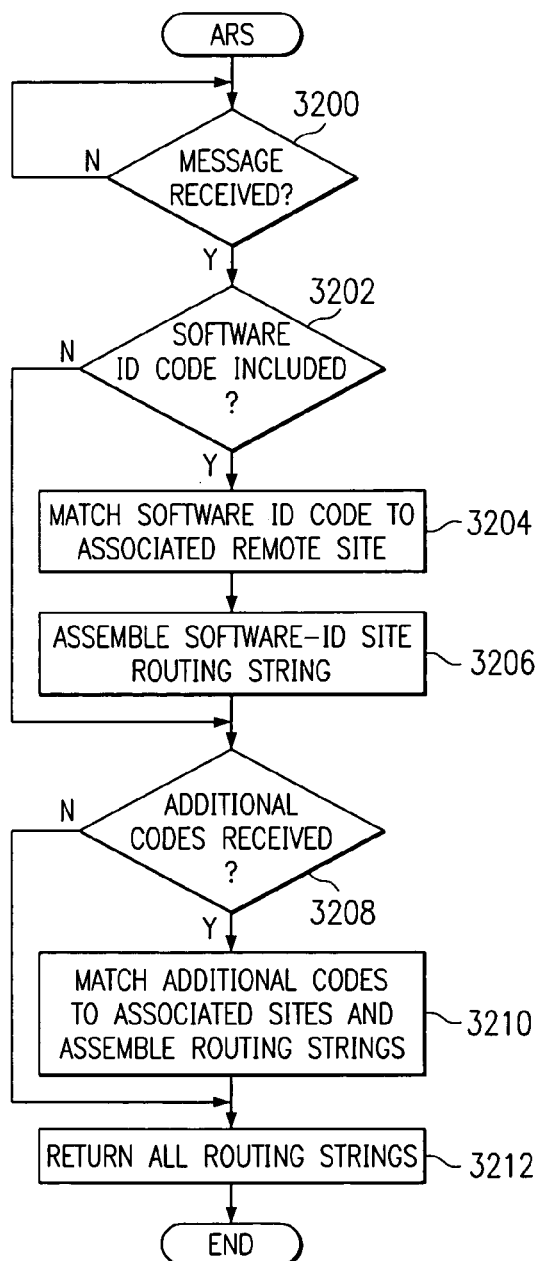 ARS
3200
MESSAGE
RECEIVED?
N
Y
3202
SOFTWARE
ID CODE INCLUDED
?
N
Y
MATCH SOFTWARE ID CODE TO
ASSOCIATED REMOTE SITE
3204
ASSEMBLE SOFTWARE-ID SITE
ROUTING STRING
3206
ADDITIONAL
CODES RECEIVED
?
N
3208
Y
MATCH ADDITIONAL CODES
TO ASSOCIATED SITES AND
ASSEMBLE ROUTING STRINGS
3210
RETURN ALL ROUTING STRINGS
3212
END